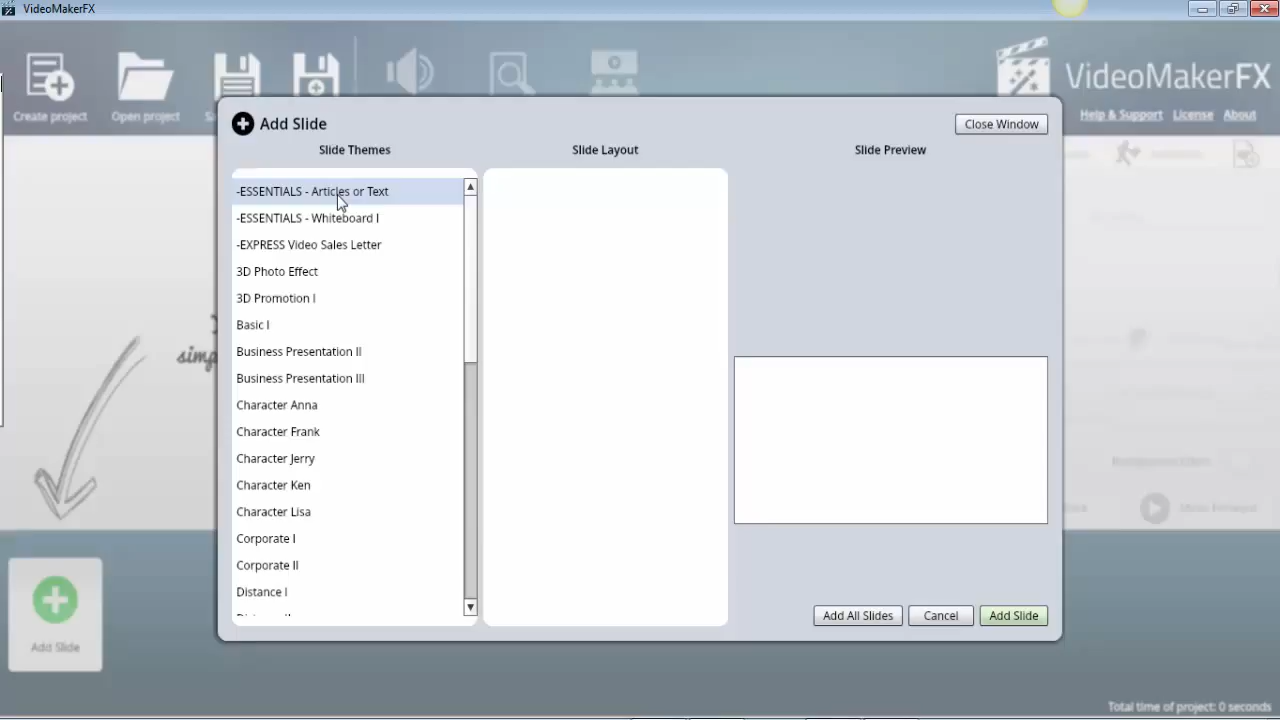 VideoMakerFX
Create project
Open project
VideoMakerFX
Help & Support License About
Add Slide
Close Window
Slide Themes
Slide Layout
Slide Preview
-ESSENTIALS - Articles or Text
-ESSENTIALS - Whiteboard I
-EXPRESS Video Sales Letter
3D Photo Effect
3D Promotion I
Basic I
Business Presentation II
Business Presentation III
Character Anna
Character Frank
Character Jerry
Character Ken
Character Lisa
Corporate I
Corporate II
Distance I
Add All Slides
Cancel
Add Slide
Add Slide
Total time of project: 0 seconds